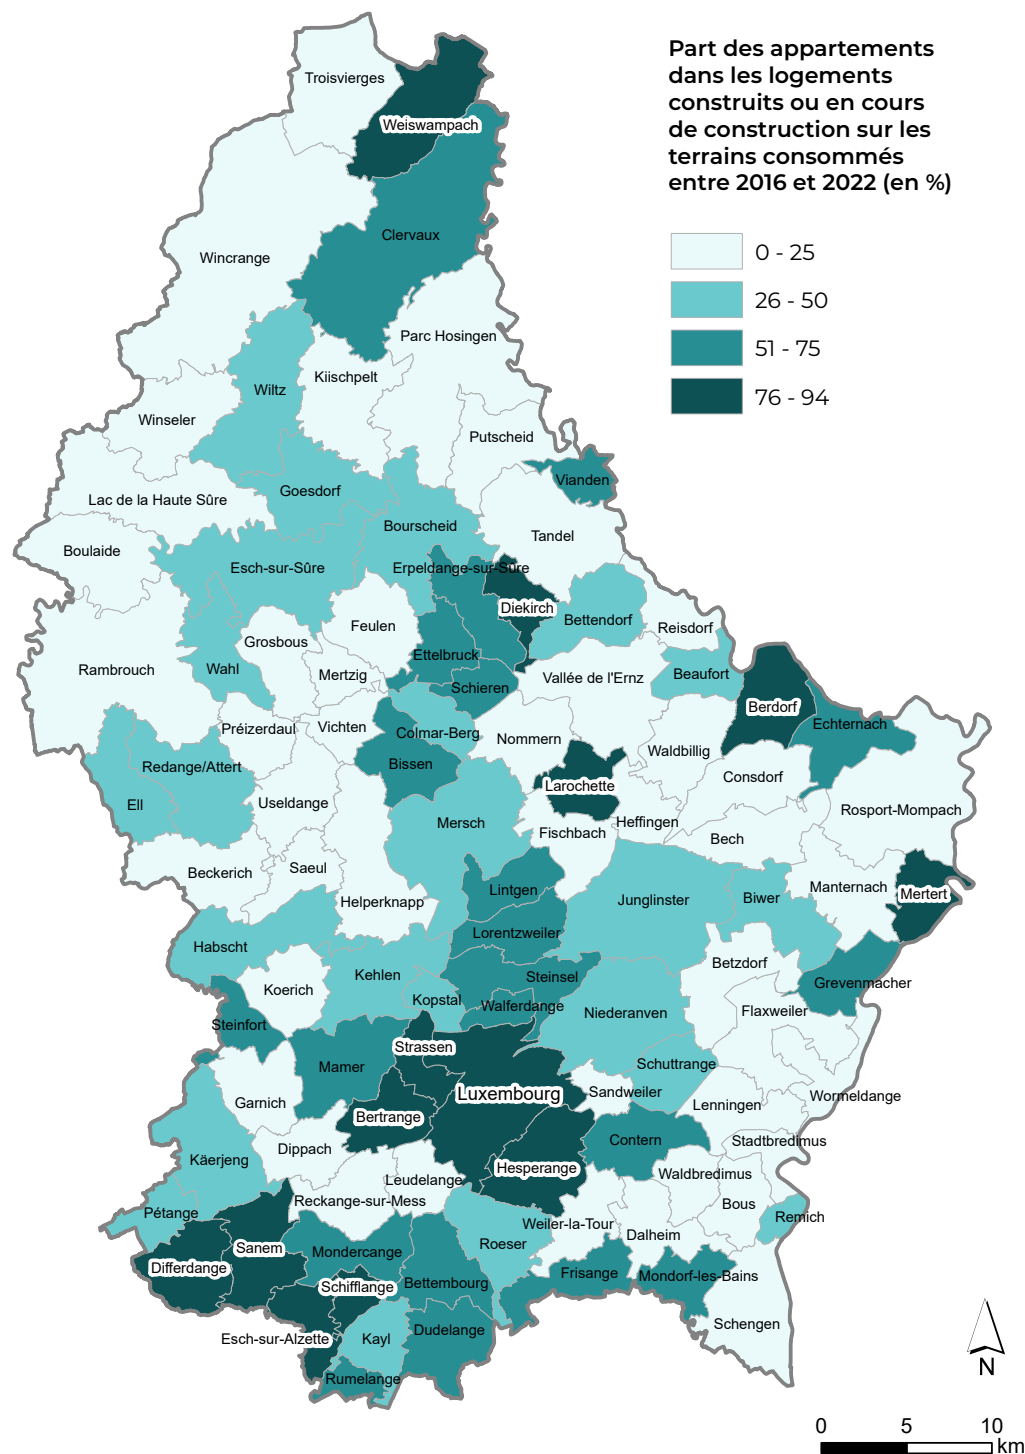 Part des appartements
dans les logements
construits ou en cours
de construction sur les
terrains consommés
entre 2016 et 2022 (en %)
0 - 25
26 - 50
51 - 75
76 - 94
Troisvierges
Weiswampach
Clervaux
Wincrange
Parc Hosingen
Kiischpelt
Wiltz
Winseler
Putscheid
Vianden
Goesdorf
Lac de la Haute Sûre
Bourscheid
Tandel
Boulaide
Esch-sur-Sûre
Erpeldange-sur-Sûre
Diekirch
Bettendorf
Feulen
Reisdorf
Grosbous
Ettelbruck
Rambrouch
Wahl
Mertzig
Vallée de l'Ernz
Beaufort
Schieren
Berdorf
Echternach
Préizerdaul
Vichten
Colmar-Berg
Nommern
Waldbillig
Redange/Attert
Bissen
Consdorf
Larochette
Ell
Useldange
Rosport-Mompach
Mersch
Heffingen
Fischbach
Bech
Beckerich
Saeul
Manternach
Mertert
Lintgen
Junglinster
Biwer
Helperknapp
Lorentzweiler
Habscht
Betzdorf
Kehlen
Steinsel
Grevenmacher
Koerich
Kopstal
Walferdange
Niederanven
Flaxweiler
Steinfort
Strassen
Mamer
Schuttrange
Luxembourg
Sandweiler
Wormeldange
Garnich
Lenningen
Bertrange
Contern
Stadtbredimus
Dippach
Käerjeng
Hesperange
Leudelange
Waldbredimus
Reckange-sur-Mess
Bous
Pétange
Remich
Weiler-la-Tour
Dalheim
Roeser
Sanem
Mondercange
Differdange
Frisange
Mondorf-les-Bains
Schifflange
Bettembourg
Schengen
Dudelange
Esch-sur-Alzette
Kayl
Rumelange
N
0 5 10
km